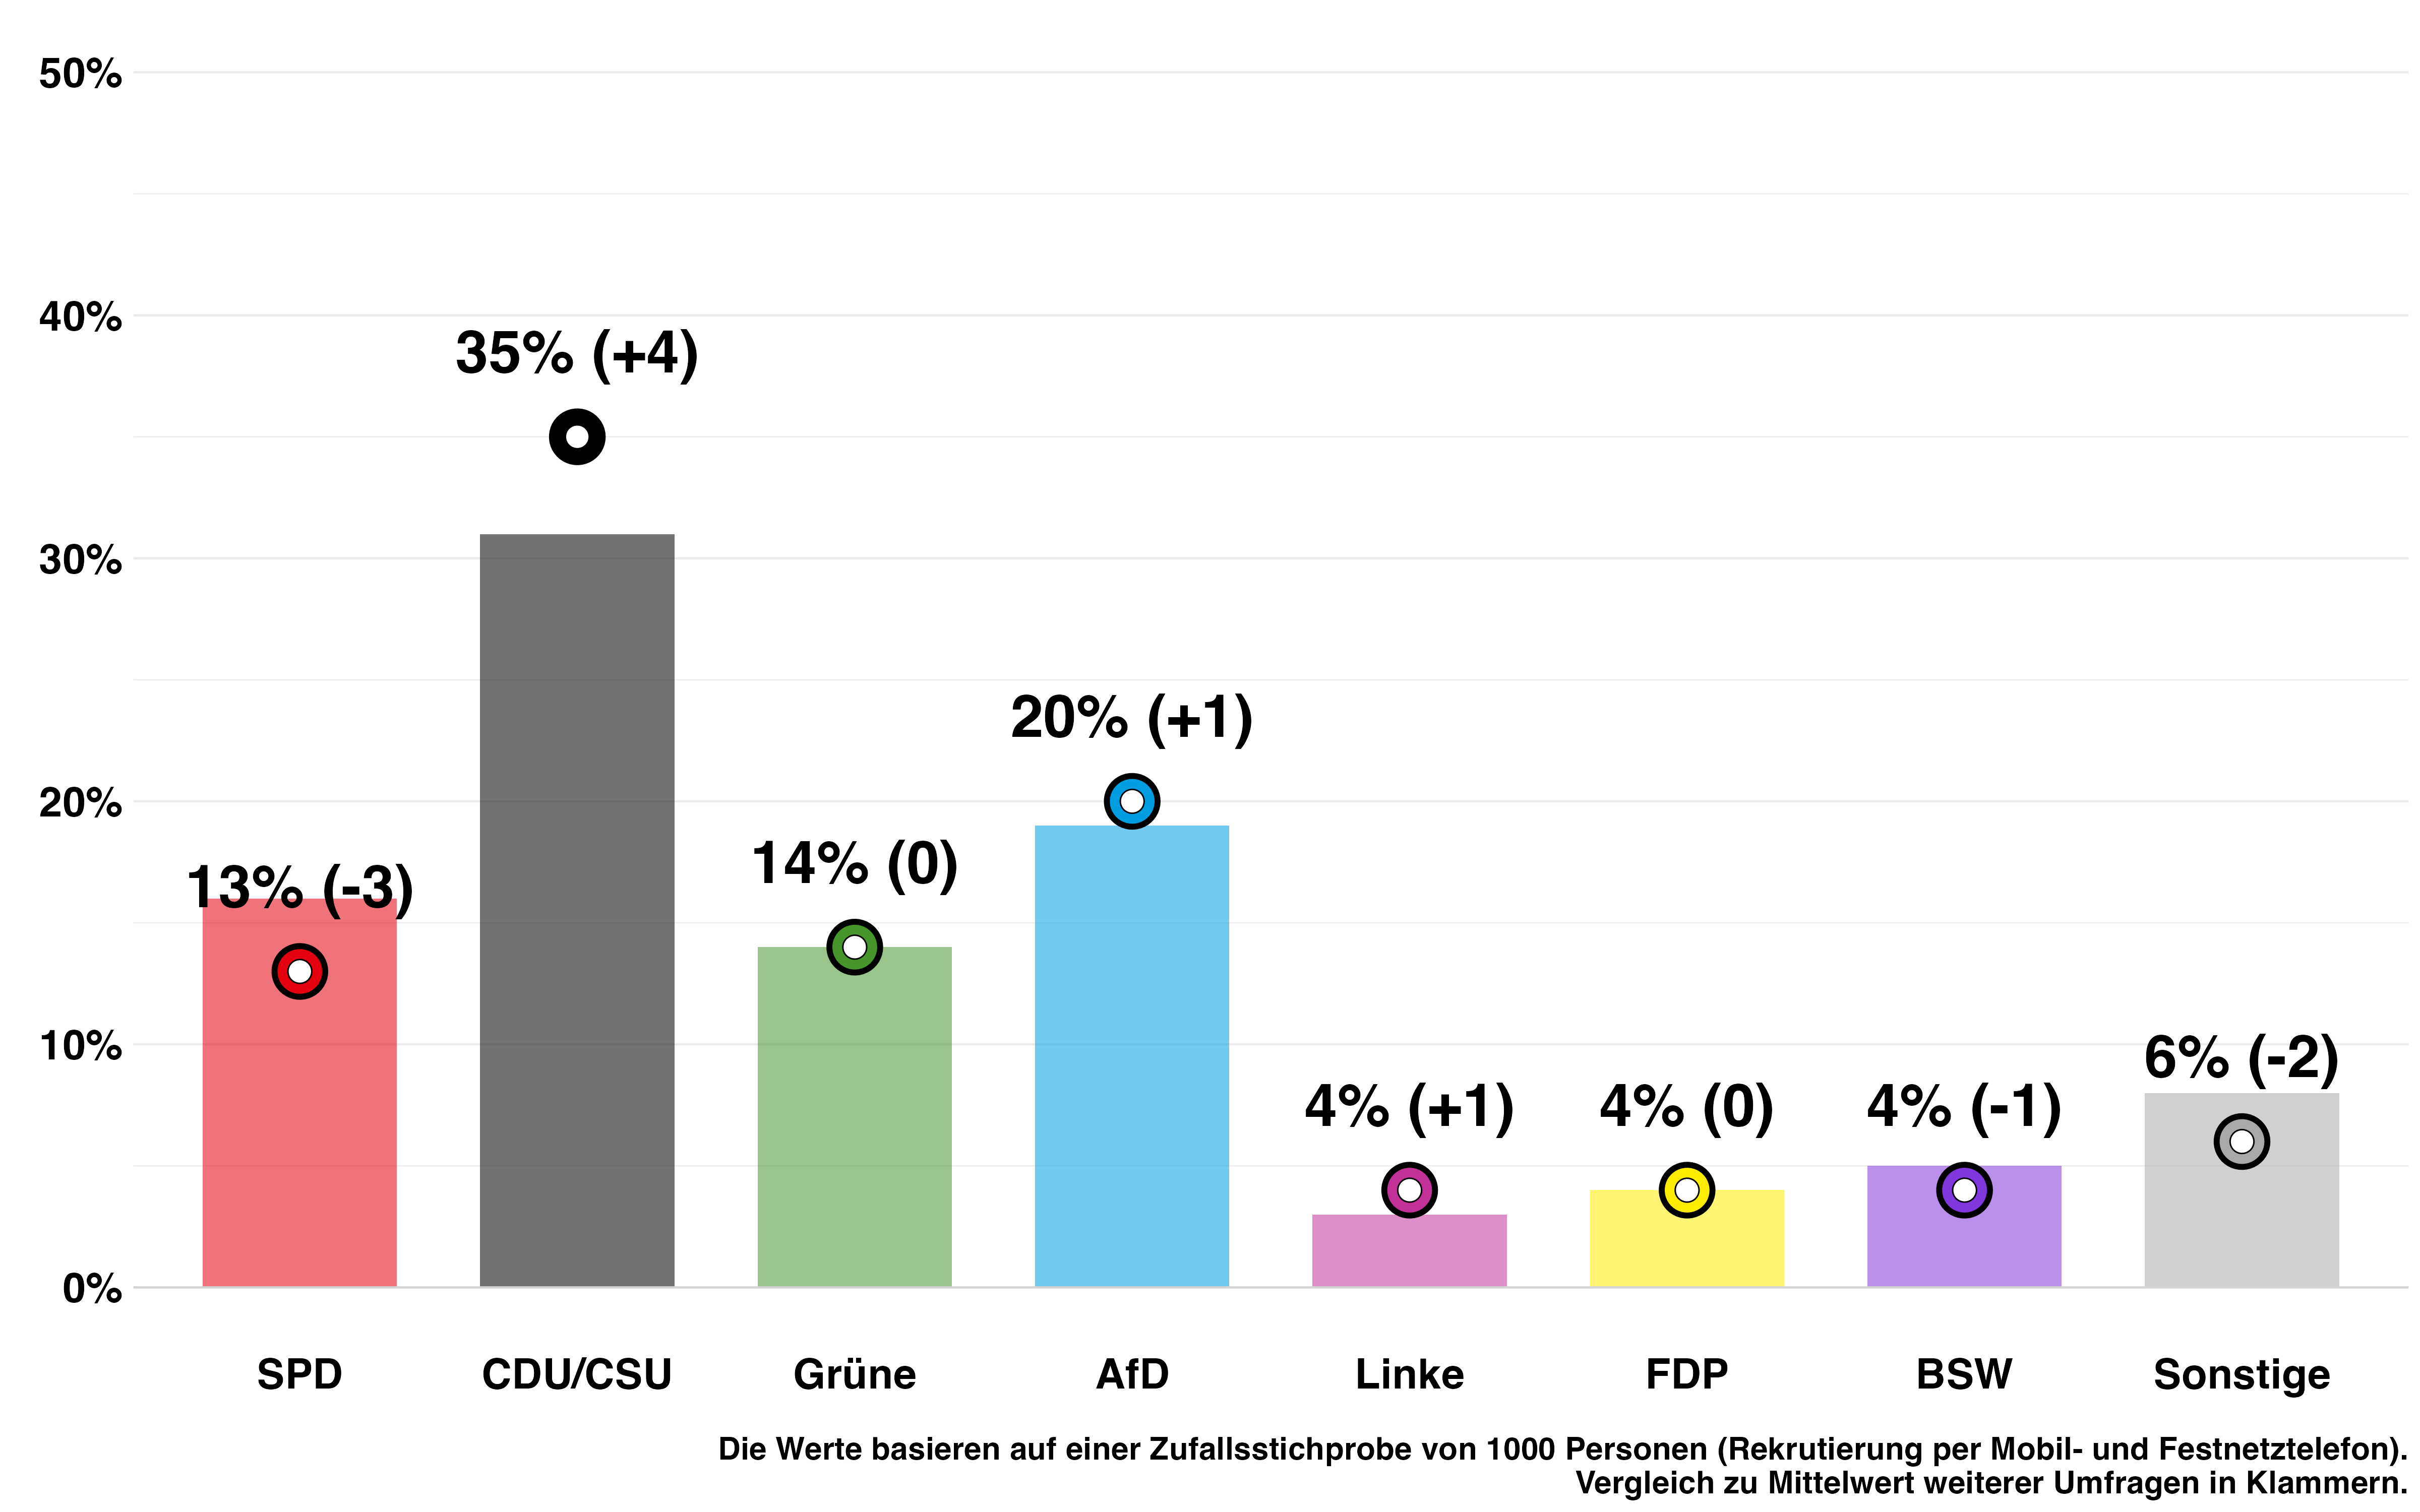 50%
40%
30%
20%
10%
0%
35% (+4)
20% (+1)
14% (0)
13% (-3)
4% (+1)
4% (0)
4% (-1)
6% (-2)
SPD
CDU/CSU
Grüne
AfD
Linke
FDP
BSW
Sonstige
Die Werte basieren auf einer Zufallsstichprobe von 1000 Personen (Rekrutierung per Mobil- und Festnetztelefon).
Vergleich zu Mittelwert weiterer Umfragen in Klammern.